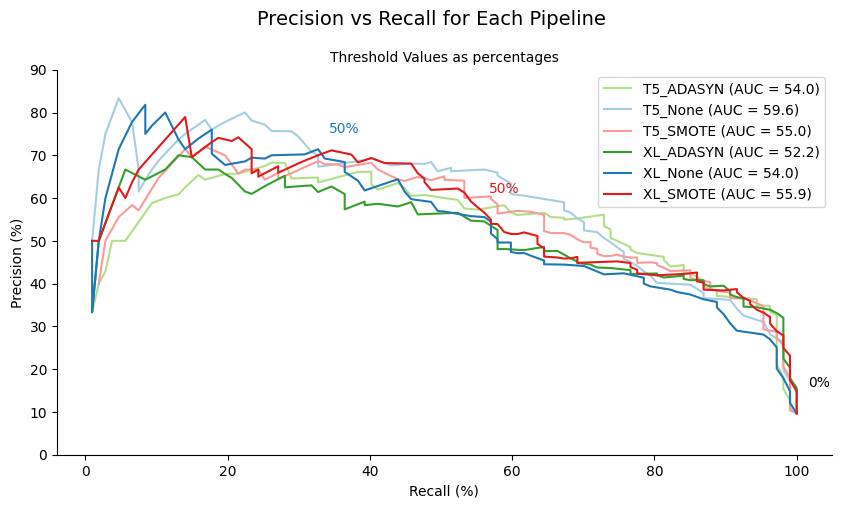 Precision vs Recall for Each Pipeline
Threshold Values as percentages
90
80
70
60
50
40
30
20
10
0
Precision (%)
T5_ADASYN (AUC = 54.0)
T5_None (AUC = 59.6)
T5_SMOTE (AUC = 55.0)
XL_ADASYN (AUC = 52.2)
XL_None (AUC = 54.0)
XL_SMOTE (AUC = 55.9)
50%
50%
0%
0
20
40
60
80
100
Recall (%)